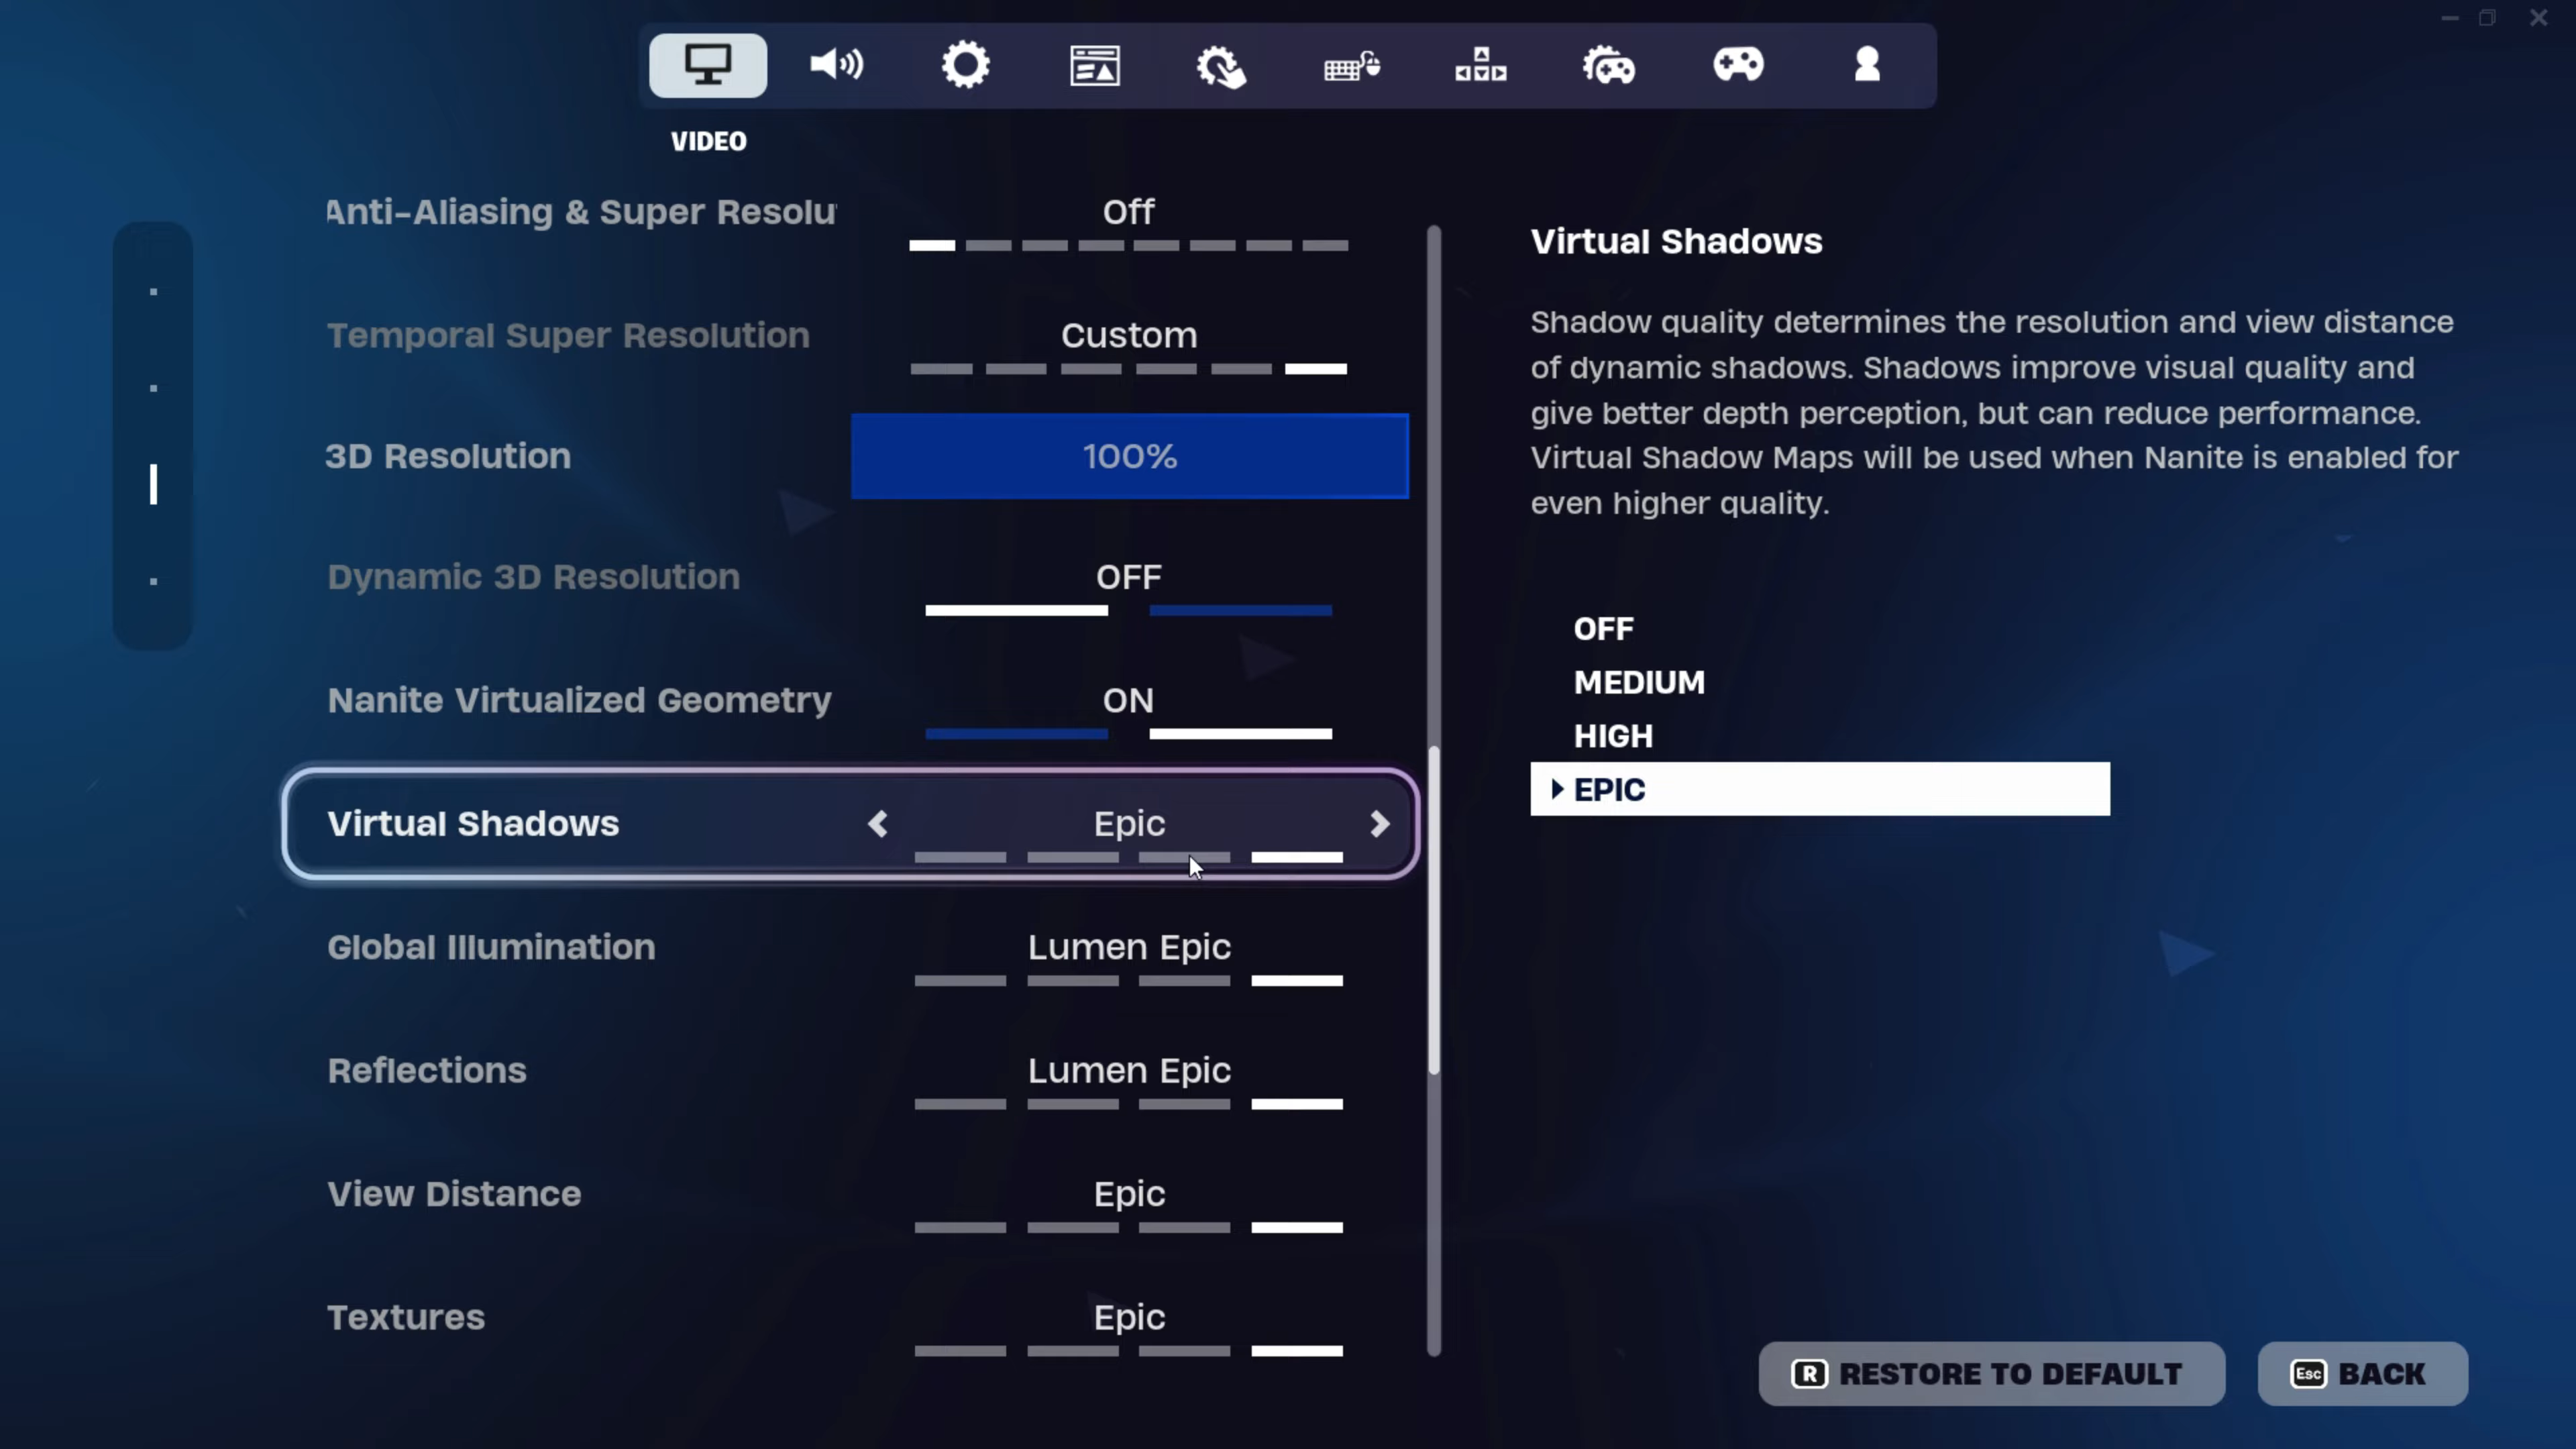 VIDEO
Anti-Aliasing & Super Resolu
Off
Temporal Super Resolution
Custom
3D Resolution
100%
Dynamic 3D Resolution
OFF
Nanite Virtualized Geometry
ON
Virtual Shadows
Epic
Global Illumination
Lumen Epic
Reflections
Lumen Epic
View Distance
Epic
Textures
Epic
Virtual Shadows
Shadow quality determines the resolution and view distance
of dynamic shadows. Shadows improve visual quality and
give better depth perception, but can reduce performance.
Virtual Shadow Maps will be used when Nanite is enabled for
even higher quality.
OFF
MEDIUM
HIGH
EPIC
R RESTORE TO DEFAULT
Esc BACK